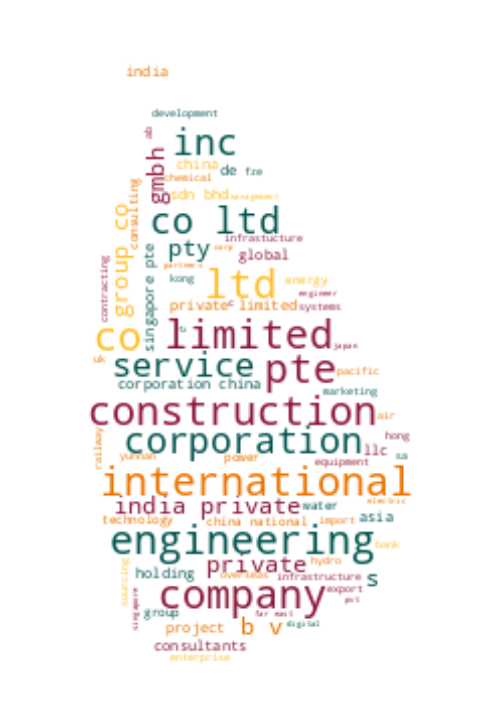 india
development
ab
inc
gmbh
china
de
fze
chemical
consulting
sdn bhd
management
group co
co ltd
infrastucture
pty
corp
global
contracting
singapore pte
partners
kong
ltd
energy
engineer
private limited
c
systems
co
limited
japan
uk
service
pte
pacific
corporation china
marketing
construction
air
railway
corporation
hong
llc
yunnan
power
equipment
sa
international
electric
india private
water
technology
china national
import
asia
engineering
bank
sourcing
private
hydro
holding
overseas
infrastructure
s
singapore
company
export
pvt
group
far east
project
b v
digital
consultants
enterprise